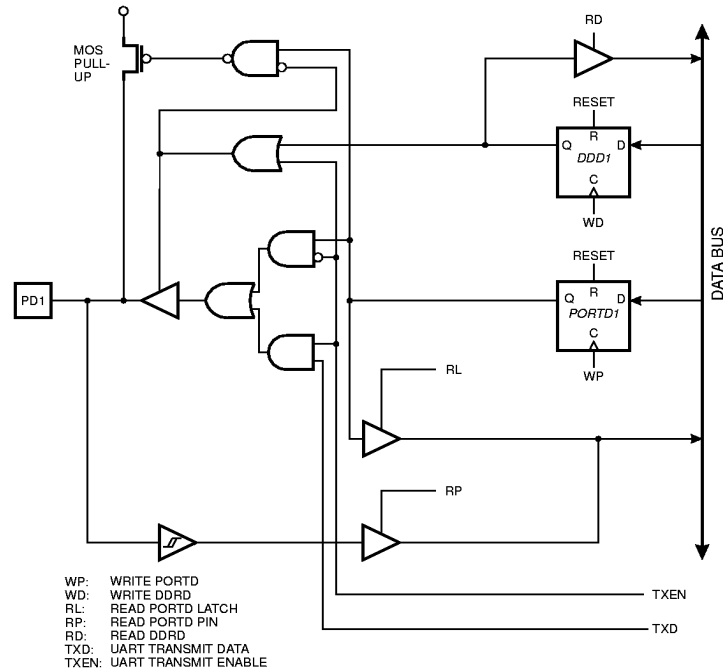 RD
MOS
PULL-
UP
RESET
R
Q
D
DDD1
C
WD
RESET
R
Q
D
PORTD1
C
WP
DATA BUS
PD1
RL
RP
WP: WRITE PORTD
WD: WRITE DDRD
RL: READ PORTD LATCH
RP: READ PORTD PIN
RD: READ DDRD
TXD: UART TRANSMIT DATA
TXEN: UART TRANSMIT ENABLE
TXEN
TXD